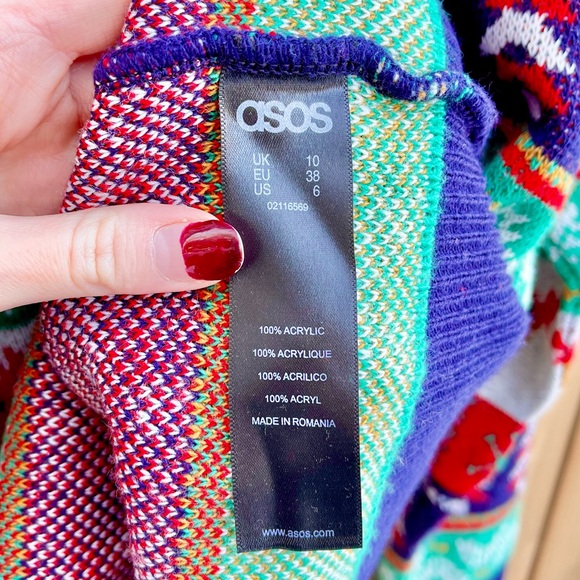 asos
UK 10
EU 38
US 6
02116569
100% ACRYLIC
100% ACRYLIQUE
100% ACRILICO
100% ACRYL
MADE IN ROMANIA
www.asos.com